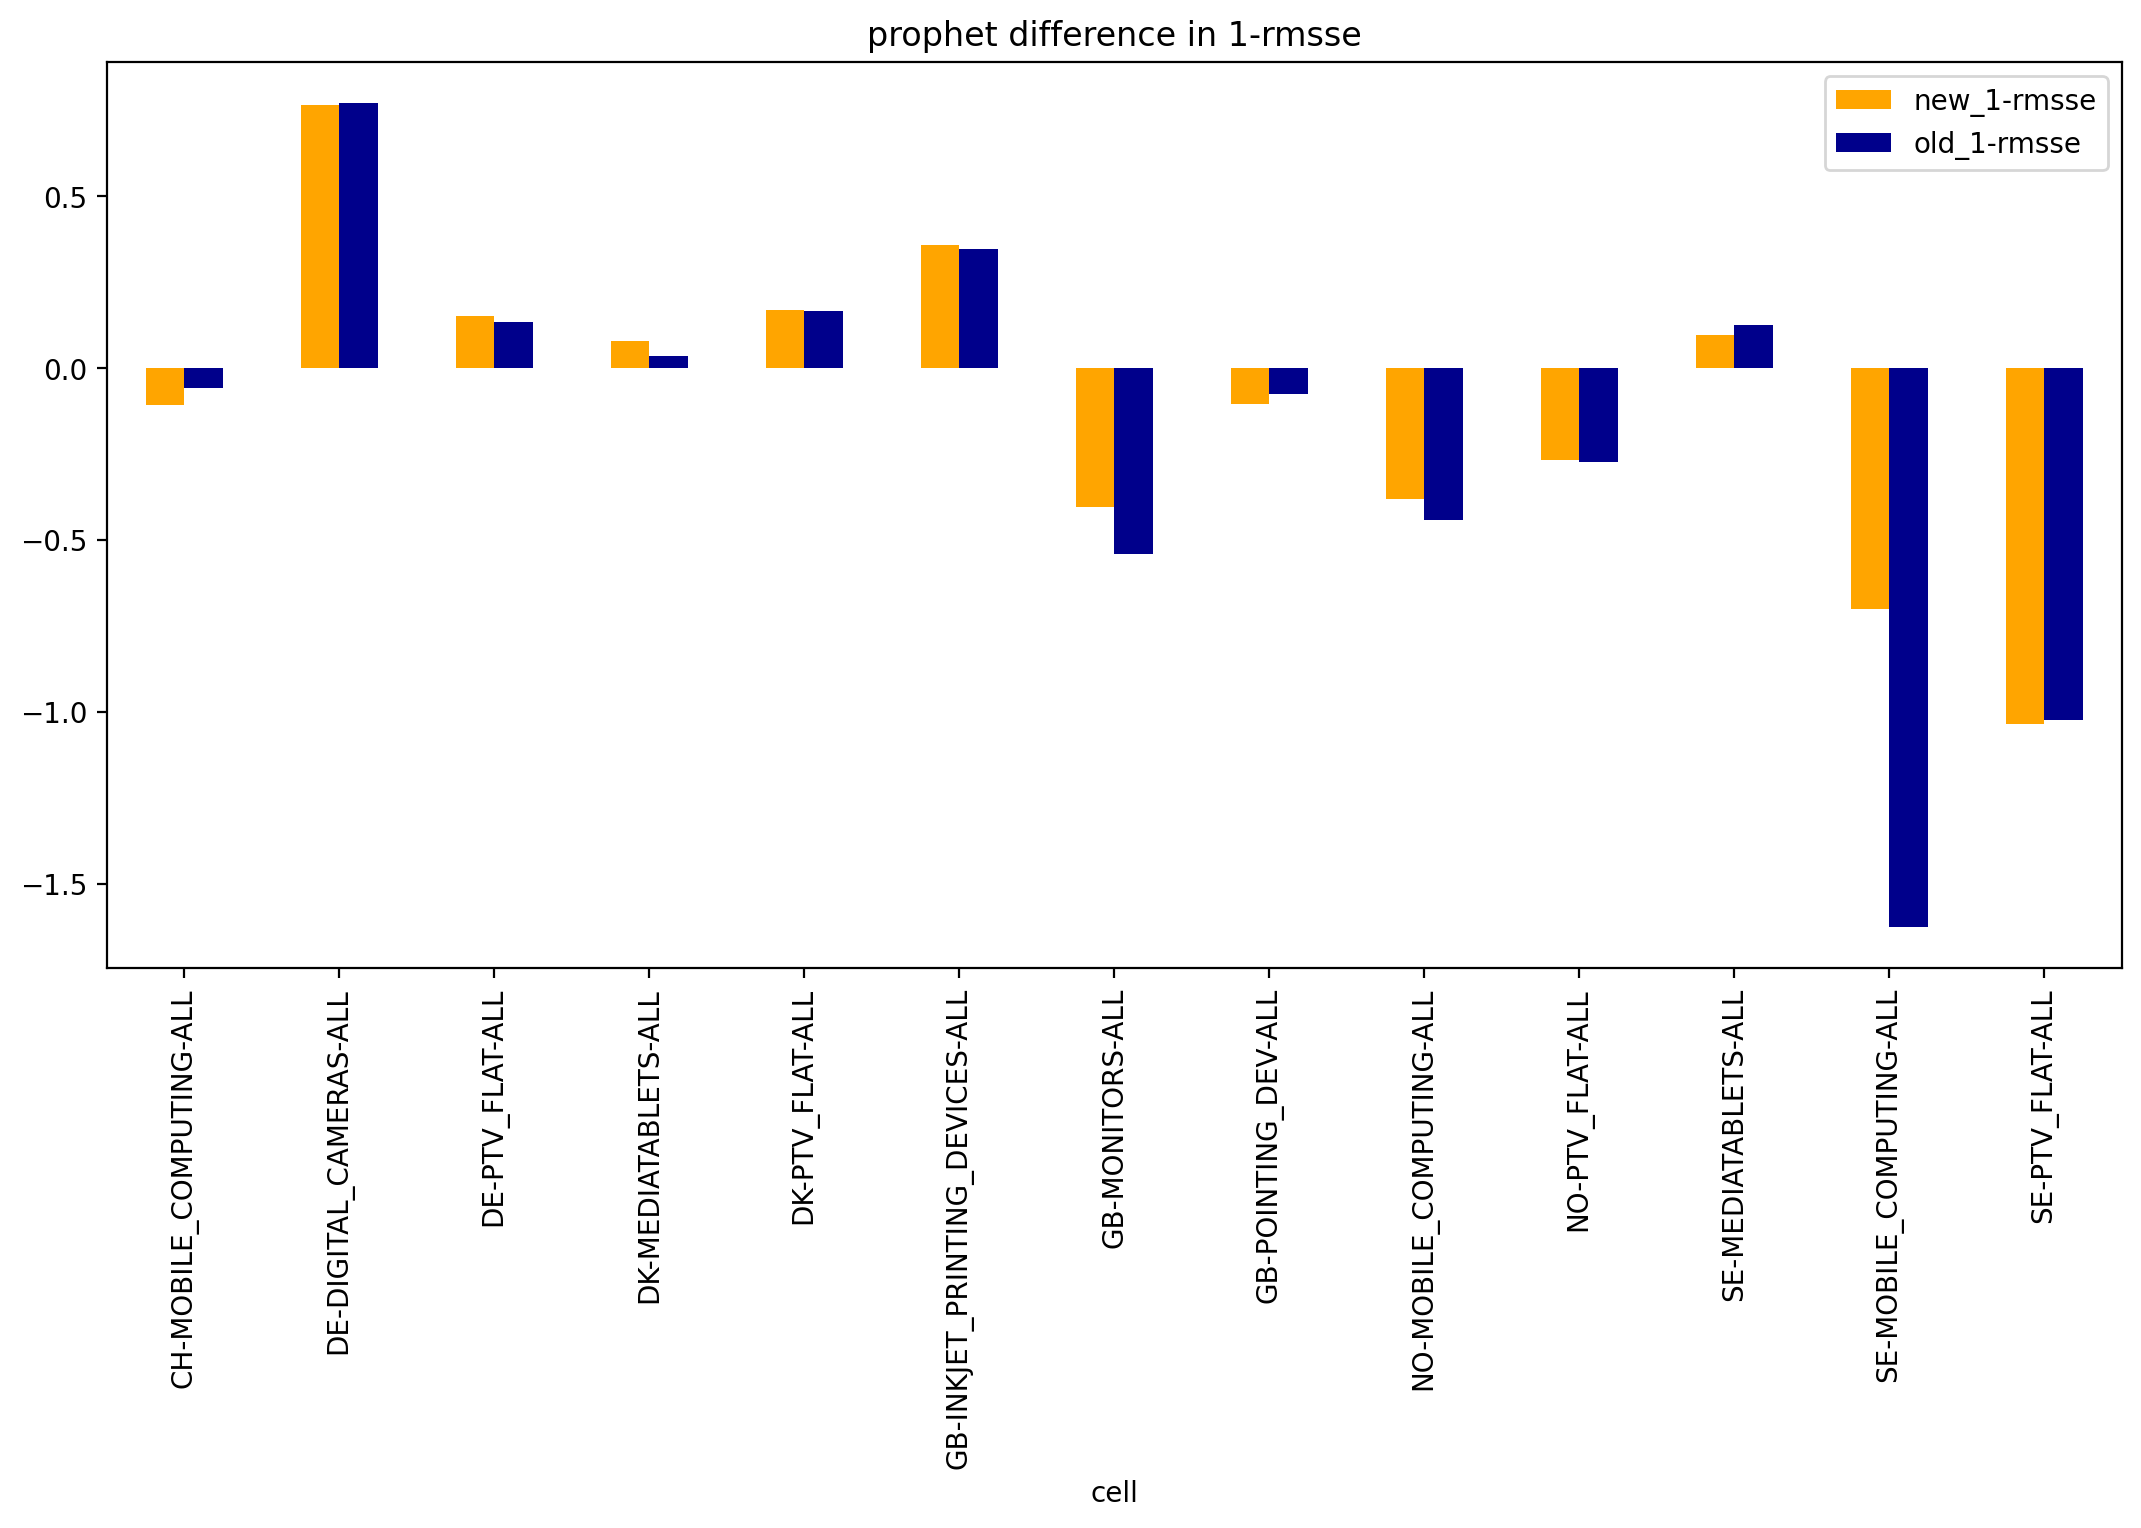 prophet difference in 1-rmsse
new_1-rmsse
old_1-rmsse
0.5
0.0
−0.5
−1.0
−1.5
CH-MOBILE_COMPUTING-ALL
DE-DIGITAL_CAMERAS-ALL
DE-PTV_FLAT-ALL
DK-MEDIATABLETS-ALL
DK-PTV_FLAT-ALL
GB-INKJET_PRINTING_DEVICES-ALL
GB-MONITORS-ALL
GB-POINTING_DEV-ALL
NO-MOBILE_COMPUTING-ALL
NO-PTV_FLAT-ALL
SE-MEDIATABLETS-ALL
SE-MOBILE_COMPUTING-ALL
SE-PTV_FLAT-ALL
cell